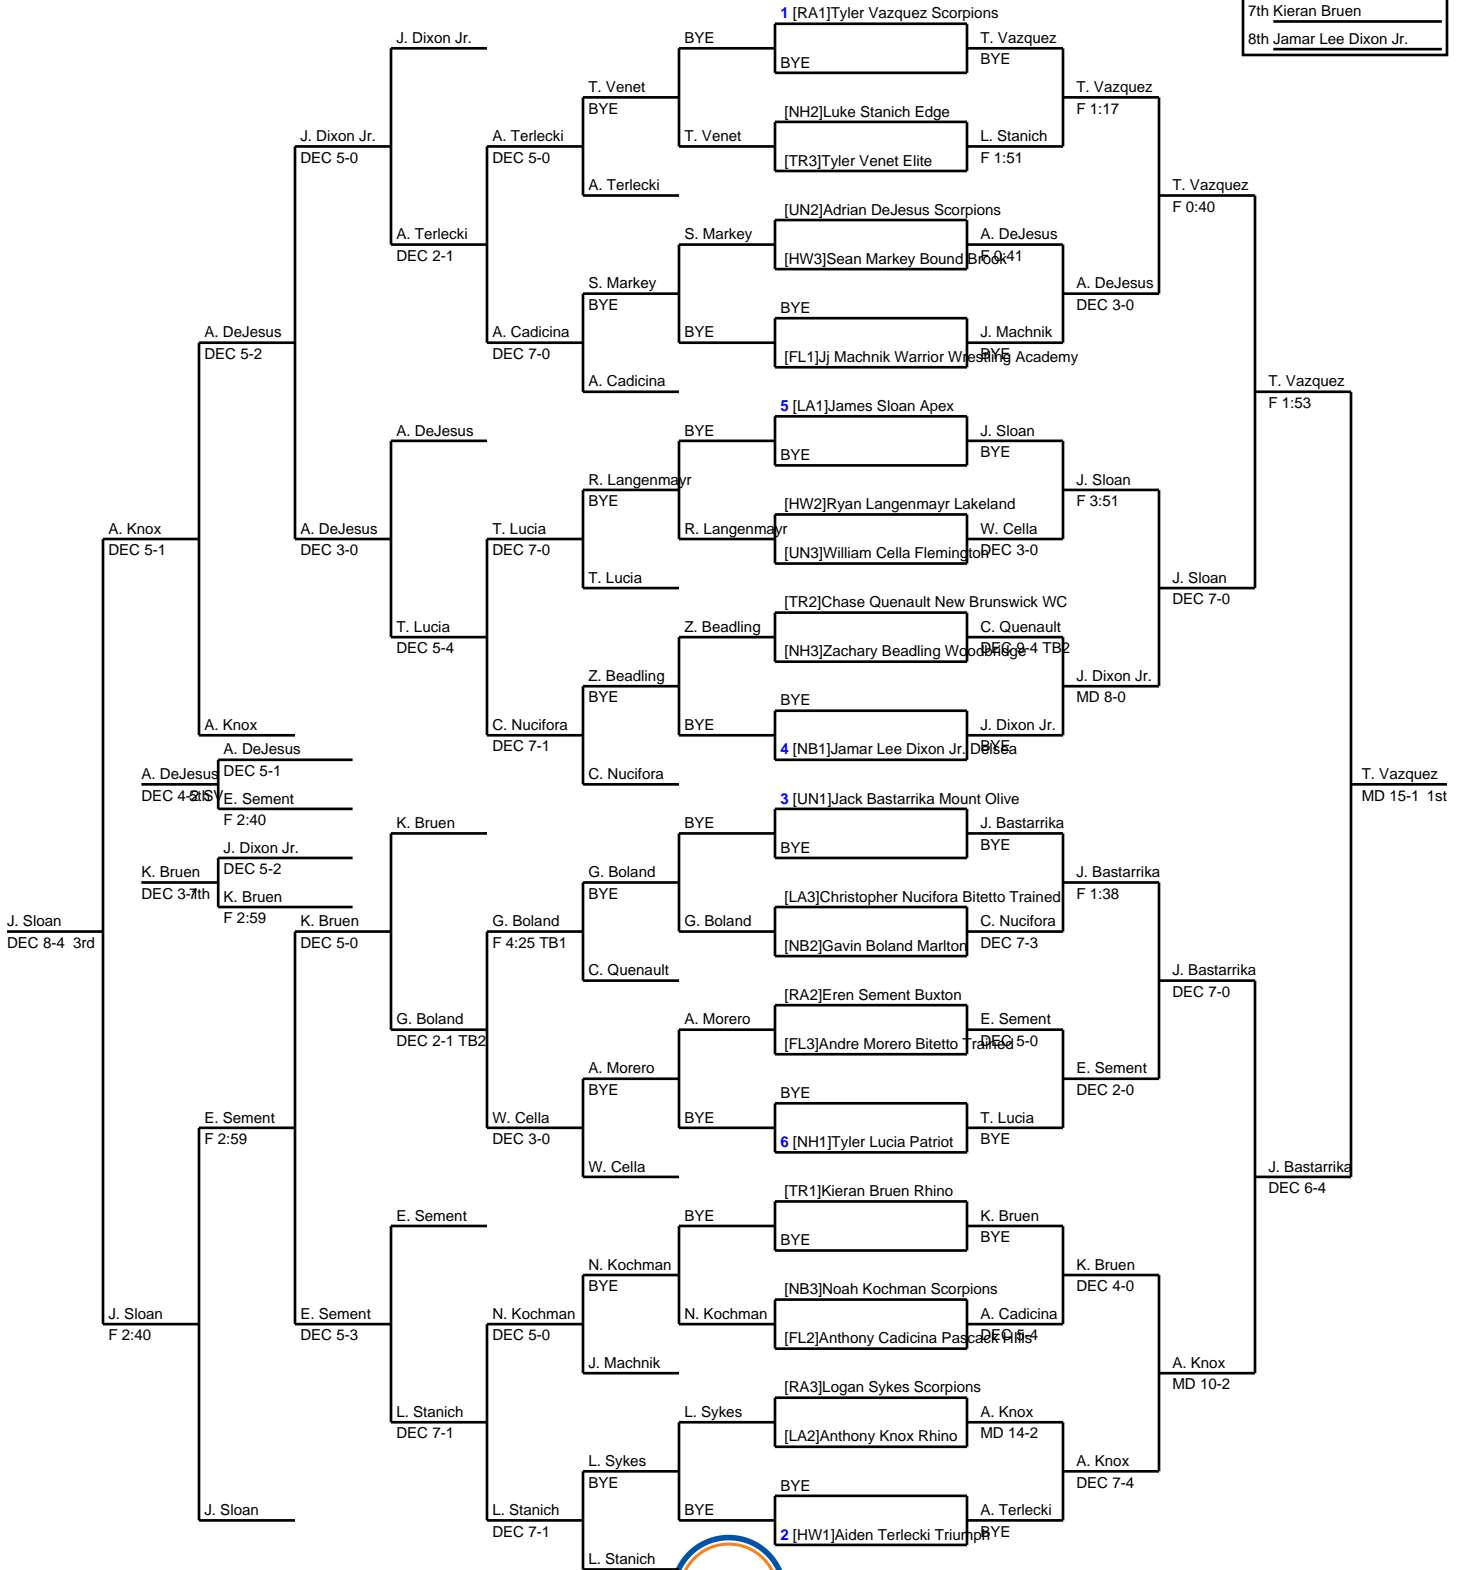 7th Kieran Bruen
8th Jamar Lee Dixon Jr.
1 [RA1]Tyler Vazquez Scorpions
BYE
[NH2]Luke Stanich Edge
[TR3]Tyler Venet Elite
[UN2]Adrian DeJesus Scorpions
[HW3]Sean Markey Bound Brook
BYE
[FL1]Jj Machnik Warrior Wrestling Academy
5 [LA1]James Sloan Apex
BYE
[HW2]Ryan Langenmayr Lakeland
[UN3]William Cella Flemington
[TR2]Chase Quenault New Brunswick WC
[NH3]Zachary Beadling Woodbridge
BYE
4 [NB1]Jamar Lee Dixon Jr. Delsea
3 [UN1]Jack Bastarrika Mount Olive
BYE
[LA3]Christopher Nucifora Bitetto Trained
[NB2]Gavin Boland Marlton
[RA2]Eren Sement Buxton
[FL3]Andre Morero Bitetto Trained
BYE
6 [NH1]Tyler Lucia Patriot
[TR1]Kieran Bruen Rhino
BYE
[NB3]Noah Kochman Scorpions
[FL2]Anthony Cadicina Pascack Hills
[RA3]Logan Sykes Scorpions
[LA2]Anthony Knox Rhino
BYE
2 [HW1]Aiden Terlecki Triumph
T. Vazquez
BYE
L. Stanich
F 1:51
A. DeJesus
F 0:41
J. Machnik
BYE
J. Sloan
BYE
W. Cella
DEC 3-0
C. Quenault
DEC 9-4 TB2
J. Dixon Jr.
BYE
J. Bastarrika
BYE
C. Nucifora
DEC 7-3
E. Sement
DEC 5-0
T. Lucia
BYE
K. Bruen
BYE
A. Cadicina
DEC 5-4
A. Knox
MD 14-2
A. Terlecki
BYE
T. Vazquez
F 1:17
A. DeJesus
DEC 3-0
J. Sloan
F 3:51
J. Dixon Jr.
MD 8-0
J. Bastarrika
F 1:38
E. Sement
DEC 2-0
K. Bruen
DEC 4-0
A. Knox
DEC 7-4
T. Vazquez
F 0:40
J. Sloan
DEC 7-0
J. Bastarrika
DEC 7-0
A. Knox
MD 10-2
T. Vazquez
F 1:53
J. Bastarrika
DEC 6-4
T. Vazquez
MD 15-1 1st
BYE
T. Venet
S. Markey
BYE
BYE
R. Langenmayr
Z. Beadling
BYE
BYE
G. Boland
A. Morero
BYE
BYE
N. Kochman
L. Sykes
BYE
T. Venet
BYE
A. Terlecki
S. Markey
BYE
A. Cadicina
R. Langenmayr
BYE
T. Lucia
Z. Beadling
BYE
C. Nucifora
G. Boland
BYE
C. Quenault
A. Morero
BYE
W. Cella
N. Kochman
BYE
J. Machnik
L. Sykes
BYE
L. Stanich
A. Terlecki
DEC 5-0
A. Cadicina
DEC 7-0
T. Lucia
DEC 7-0
C. Nucifora
DEC 7-1
G. Boland
F 4:25 TB1
W. Cella
DEC 3-0
N. Kochman
DEC 5-0
L. Stanich
DEC 7-1
J. Dixon Jr.
A. Terlecki
DEC 2-1
A. DeJesus
T. Lucia
DEC 5-4
K. Bruen
G. Boland
DEC 2-1 TB2
E. Sement
L. Stanich
DEC 7-1
J. Dixon Jr.
DEC 5-0
A. DeJesus
DEC 3-0
K. Bruen
DEC 5-0
E. Sement
DEC 5-3
A. DeJesus
DEC 5-2
A. Knox
E. Sement
F 2:59
J. Sloan
A. Knox
DEC 5-1
J. Sloan
F 2:40
J. Sloan
DEC 8-4 3rd
A. DeJesus
DEC 5-1
E. Sement
F 2:40
A. DeJesus
DEC 4-2 SV 5th
J. Dixon Jr.
DEC 5-2
K. Bruen
F 2:59
K. Bruen
DEC 3-1 7th